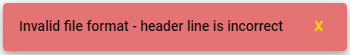 Invalid file format - header line is incorrect X